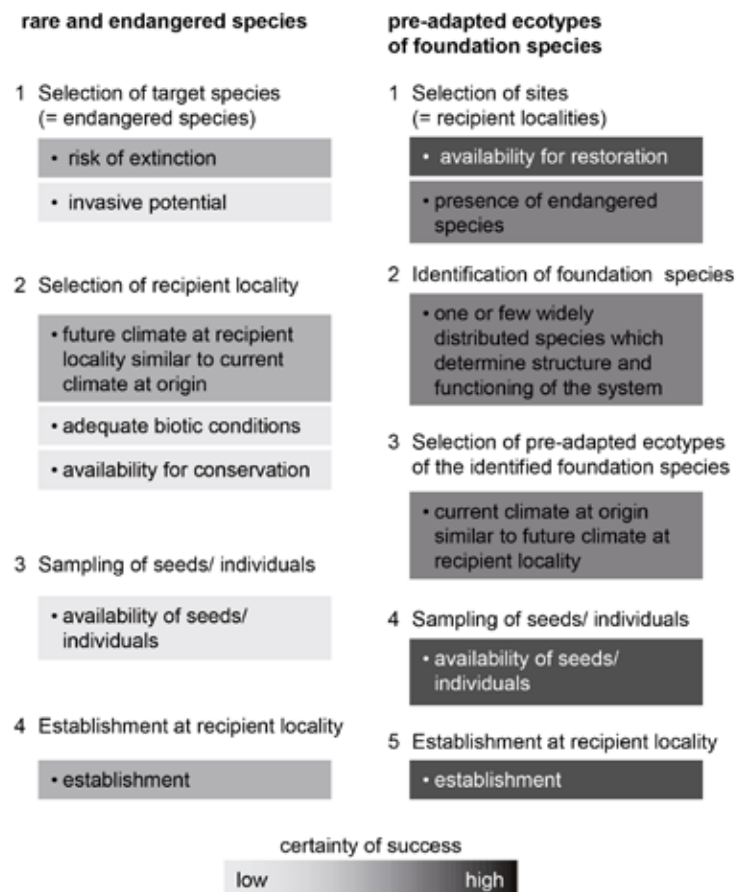 rare and endangered species
1 Selection of target species
(= endangered species)
• risk of extinction
• invasive potential
2 Selection of recipient locality
• future climate at recipient
locality similar to current
climate at origin
• adequate biotic conditions
• availability for conservation
3 Sampling of seeds/ individuals
• availability of seeds/
individuals
4 Establishment at recipient locality
• establishment
pre-adapted ecotypes
of foundation species
1 Selection of sites
(= recipient localities)
• availability for restoration
• presence of endangered
species
2 Identification of foundation species
• one or few widely
distributed species which
determine structure and
functioning of the system
3 Selection of pre-adapted ecotypes
of the identified foundation species
• current climate at origin
similar to future climate at
recipient locality
4 Sampling of seeds/ individuals
• availability of seeds/
individuals
5 Establishment at recipient locality
• establishment
certainty of success
low high